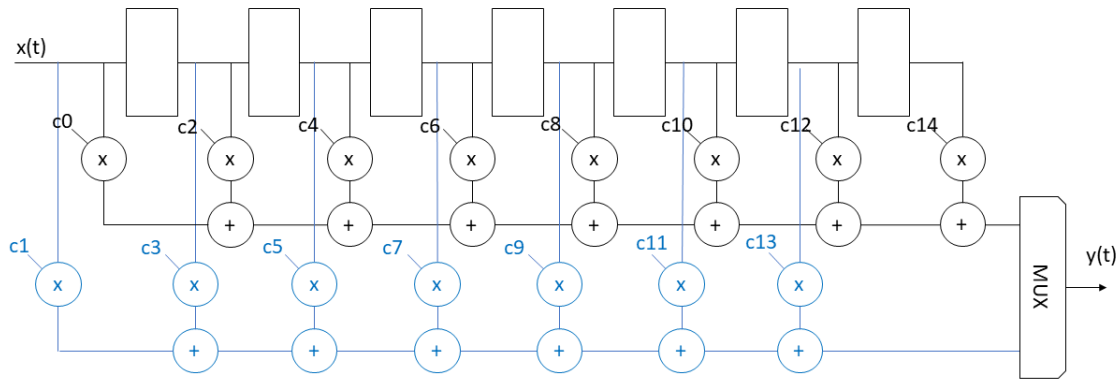 x(t)
c0 c2 c4 c6 c8 c10 c12 c14
x x x x x x x x
+ + + + + + +
c1 c3 c5 c7 c9 c11 c13
x x x x x x x
+ + + + + +
MUX
y(t)